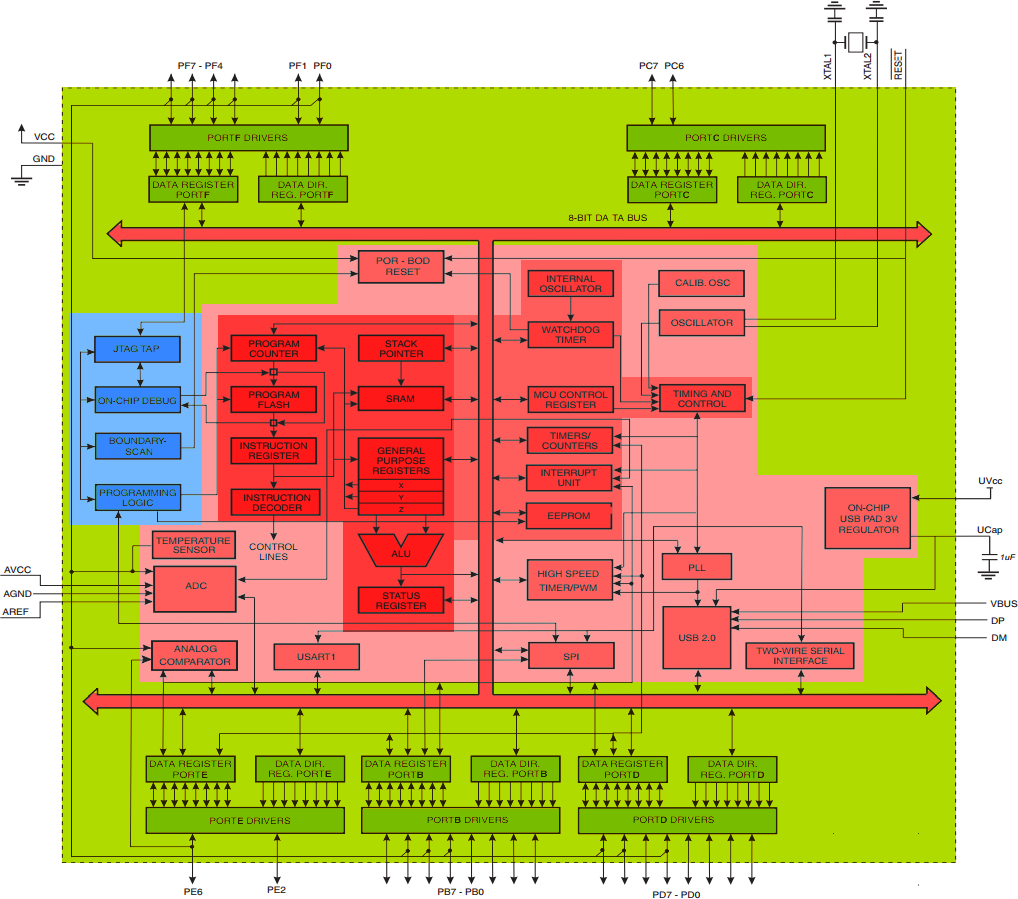 XTAL1
XTAL2
RESET
PF7 - PF4
PF1
PF0
PC7
PC6
VCC
GND
PORTF DRIVERS
PORTC DRIVERS
DATA REGISTER
PORTF
DATA DIR.
REG. PORTF
DATA REGISTER
PORTC
DATA DIR.
REG. PORTC
8-BIT DA TA BUS
POR - BOD
RESET
INTERNAL
OSCILLATOR
CALIB. OSC
WATCHDOG
TIMER
OSCILLATOR
JTAG TAP
PROGRAM
COUNTER
STACK
POINTER
ON-CHIP DEBUG
PROGRAM
FLASH
SRAM
MCU CONTROL
REGISTER
TIMING AND
CONTROL
BOUNDARY-
SCAN
INSTRUCTION
REGISTER
GENERAL
PURPOSE
REGISTERS
X
Y
Z
TIMERS/
COUNTERS
INTERRUPT
UNIT
PROGRAMMING
LOGIC
INSTRUCTION
DECODER
EEPROM
ON-CHIP
USB PAD 3V
REGULATOR
UVcc
UCap
1uF
TEMPERATURE
SENSOR
CONTROL
LINES
ALU
AVCC
AGND
AREF
ADC
STATUS
REGISTER
HIGH SPEED
TIMER/PWM
PLL
VBUS
DP
DM
ANALOG
COMPARATOR
USART1
SPI
USB 2.0
TWO-WIRE SERIAL
INTERFACE
DATA REGISTER
PORTE
DATA DIR.
REG. PORTE
DATA REGISTER
PORTB
DATA DIR.
REG. PORTB
DATA REGISTER
PORTD
DATA DIR.
REG. PORTD
PORTE DRIVERS
PORTB DRIVERS
PORTD DRIVERS
PE6
PE2
PB7 - PB0
PD7 - PD0